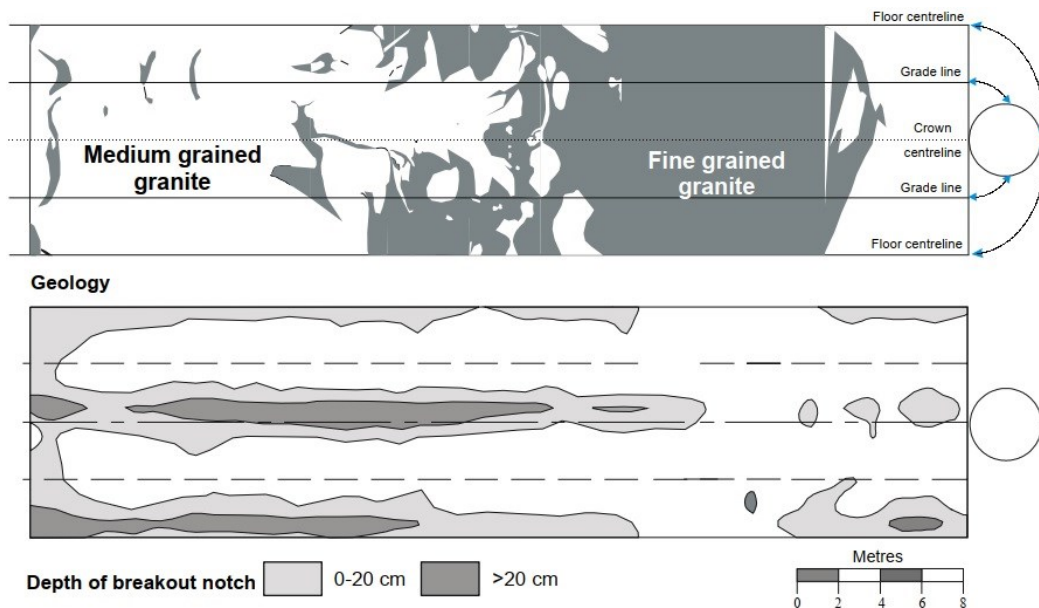 Floor centreline
Grade line
Crown
centreline
Medium grained
granite
Fine grained
granite
Grade line
Floor centreline
Geology
Metres
Depth of breakout notch
0-20 cm
>20 cm
0 2 4 6 8